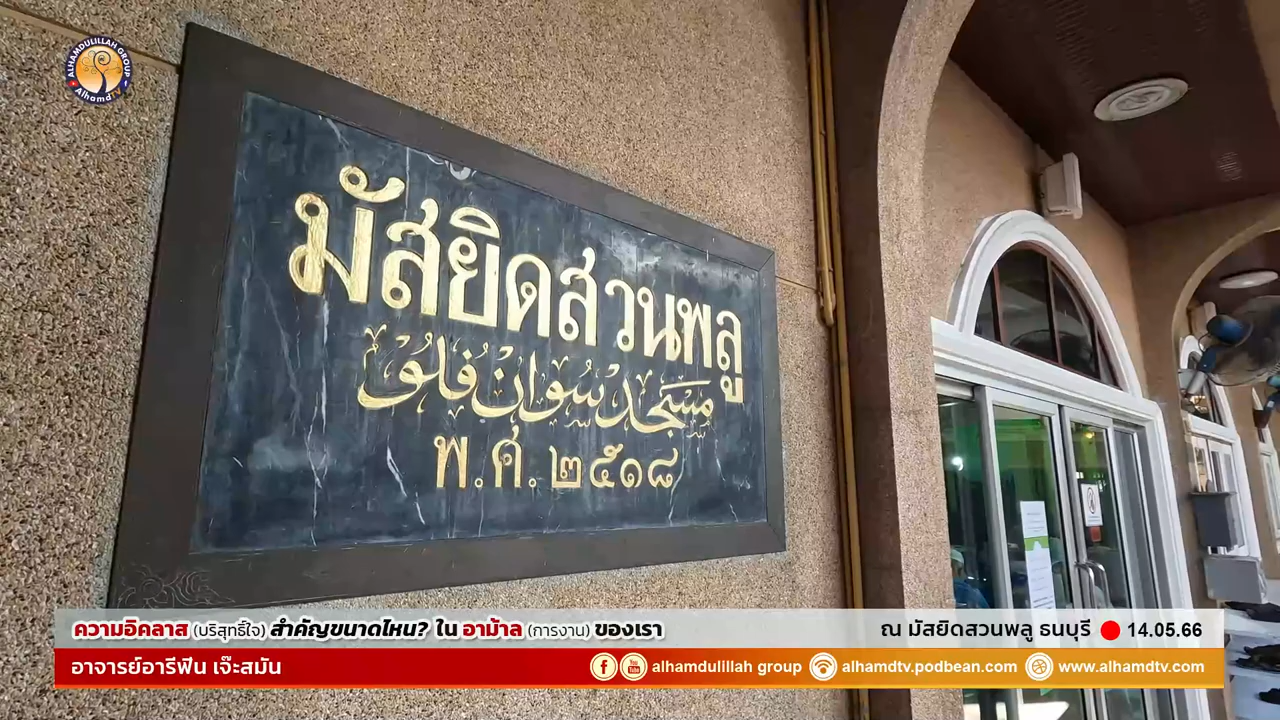 ALHAMDULILLAH GROUP
Alhamdtv
มัสยิดสวนพลู
مسجد سوان فلو
พ.ศ. ๒๕๑๘
ความอิคลาส (บริสุทธิ์ใจ) สำคัญขนาดไหน? ใน อาม้าล (การงาน) ของเรา
ณ มัสยิดสวนพลู ธนบุรี 14.05.66
อาจารย์อารีฟีน เจ๊ะสมัน
alhamdulillah group alhamdtv.podbean.com www.alhamdtv.com